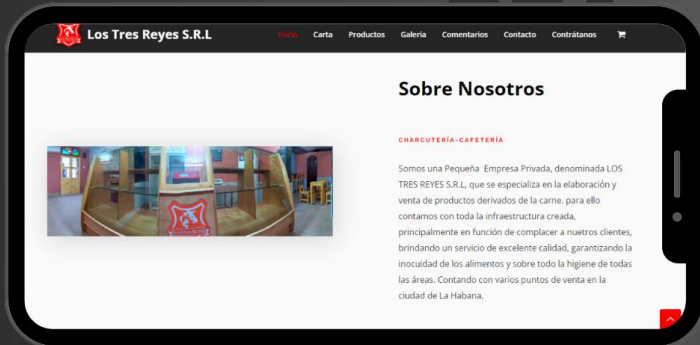 Los Tres Reyes S.R.L
Inicio Carta Productos Galería Comentarios Contacto Contrátanos
Sobre Nosotros
CHARCUTERÍA-CAFETERÍA
Somos una Pequeña Empresa Privada, denominada LOS
TRES REYES S.R.L, que se especializa en la elaboración y
venta de productos derivados de la carne. para ello
contamos con toda la infraestructura creada,
principalmente en función de complacer a nuetros clientes,
brindando un servicio de excelente calidad, garantizando la
inocuidad de los alimentos y sobre todo la higiene de todas
las áreas. Contando con varios puntos de venta en la
ciudad de La Habana.